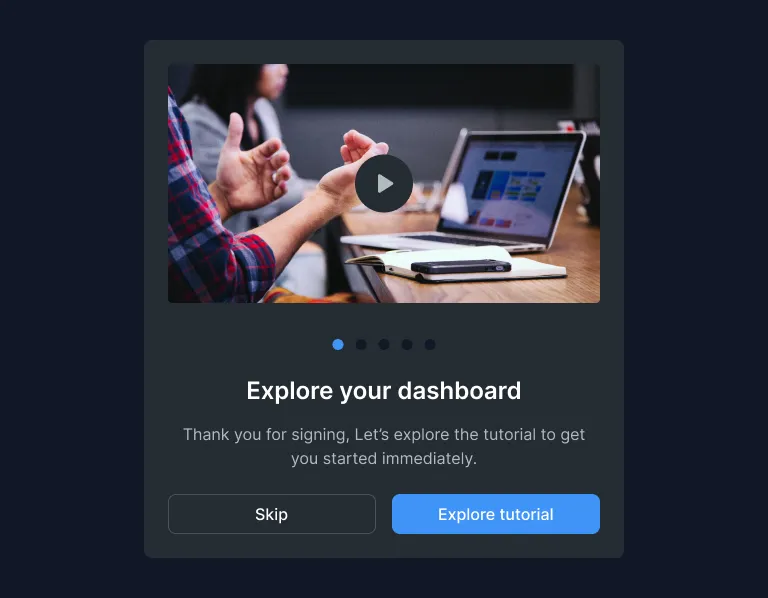 Explore your dashboard
Thank you for signing, Let’s explore the tutorial to get
you started immediately.
Skip
Explore tutorial